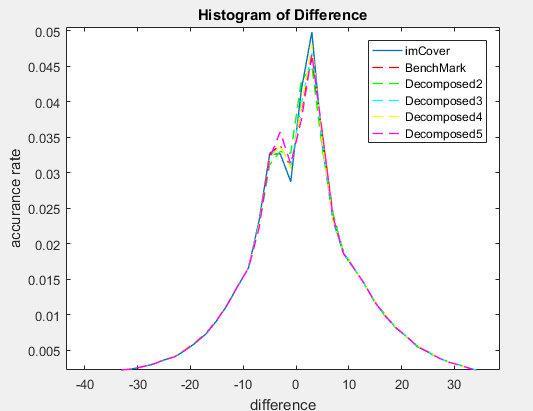 Histogram of Difference
0.05
0.045
0.04
0.035
0.03
0.025
0.02
0.015
0.01
0.005
accurance rate
imCover
BenchMark
Decomposed2
Decomposed3
Decomposed4
Decomposed5
-40 -30 -20 -10 0 10 20 30
difference